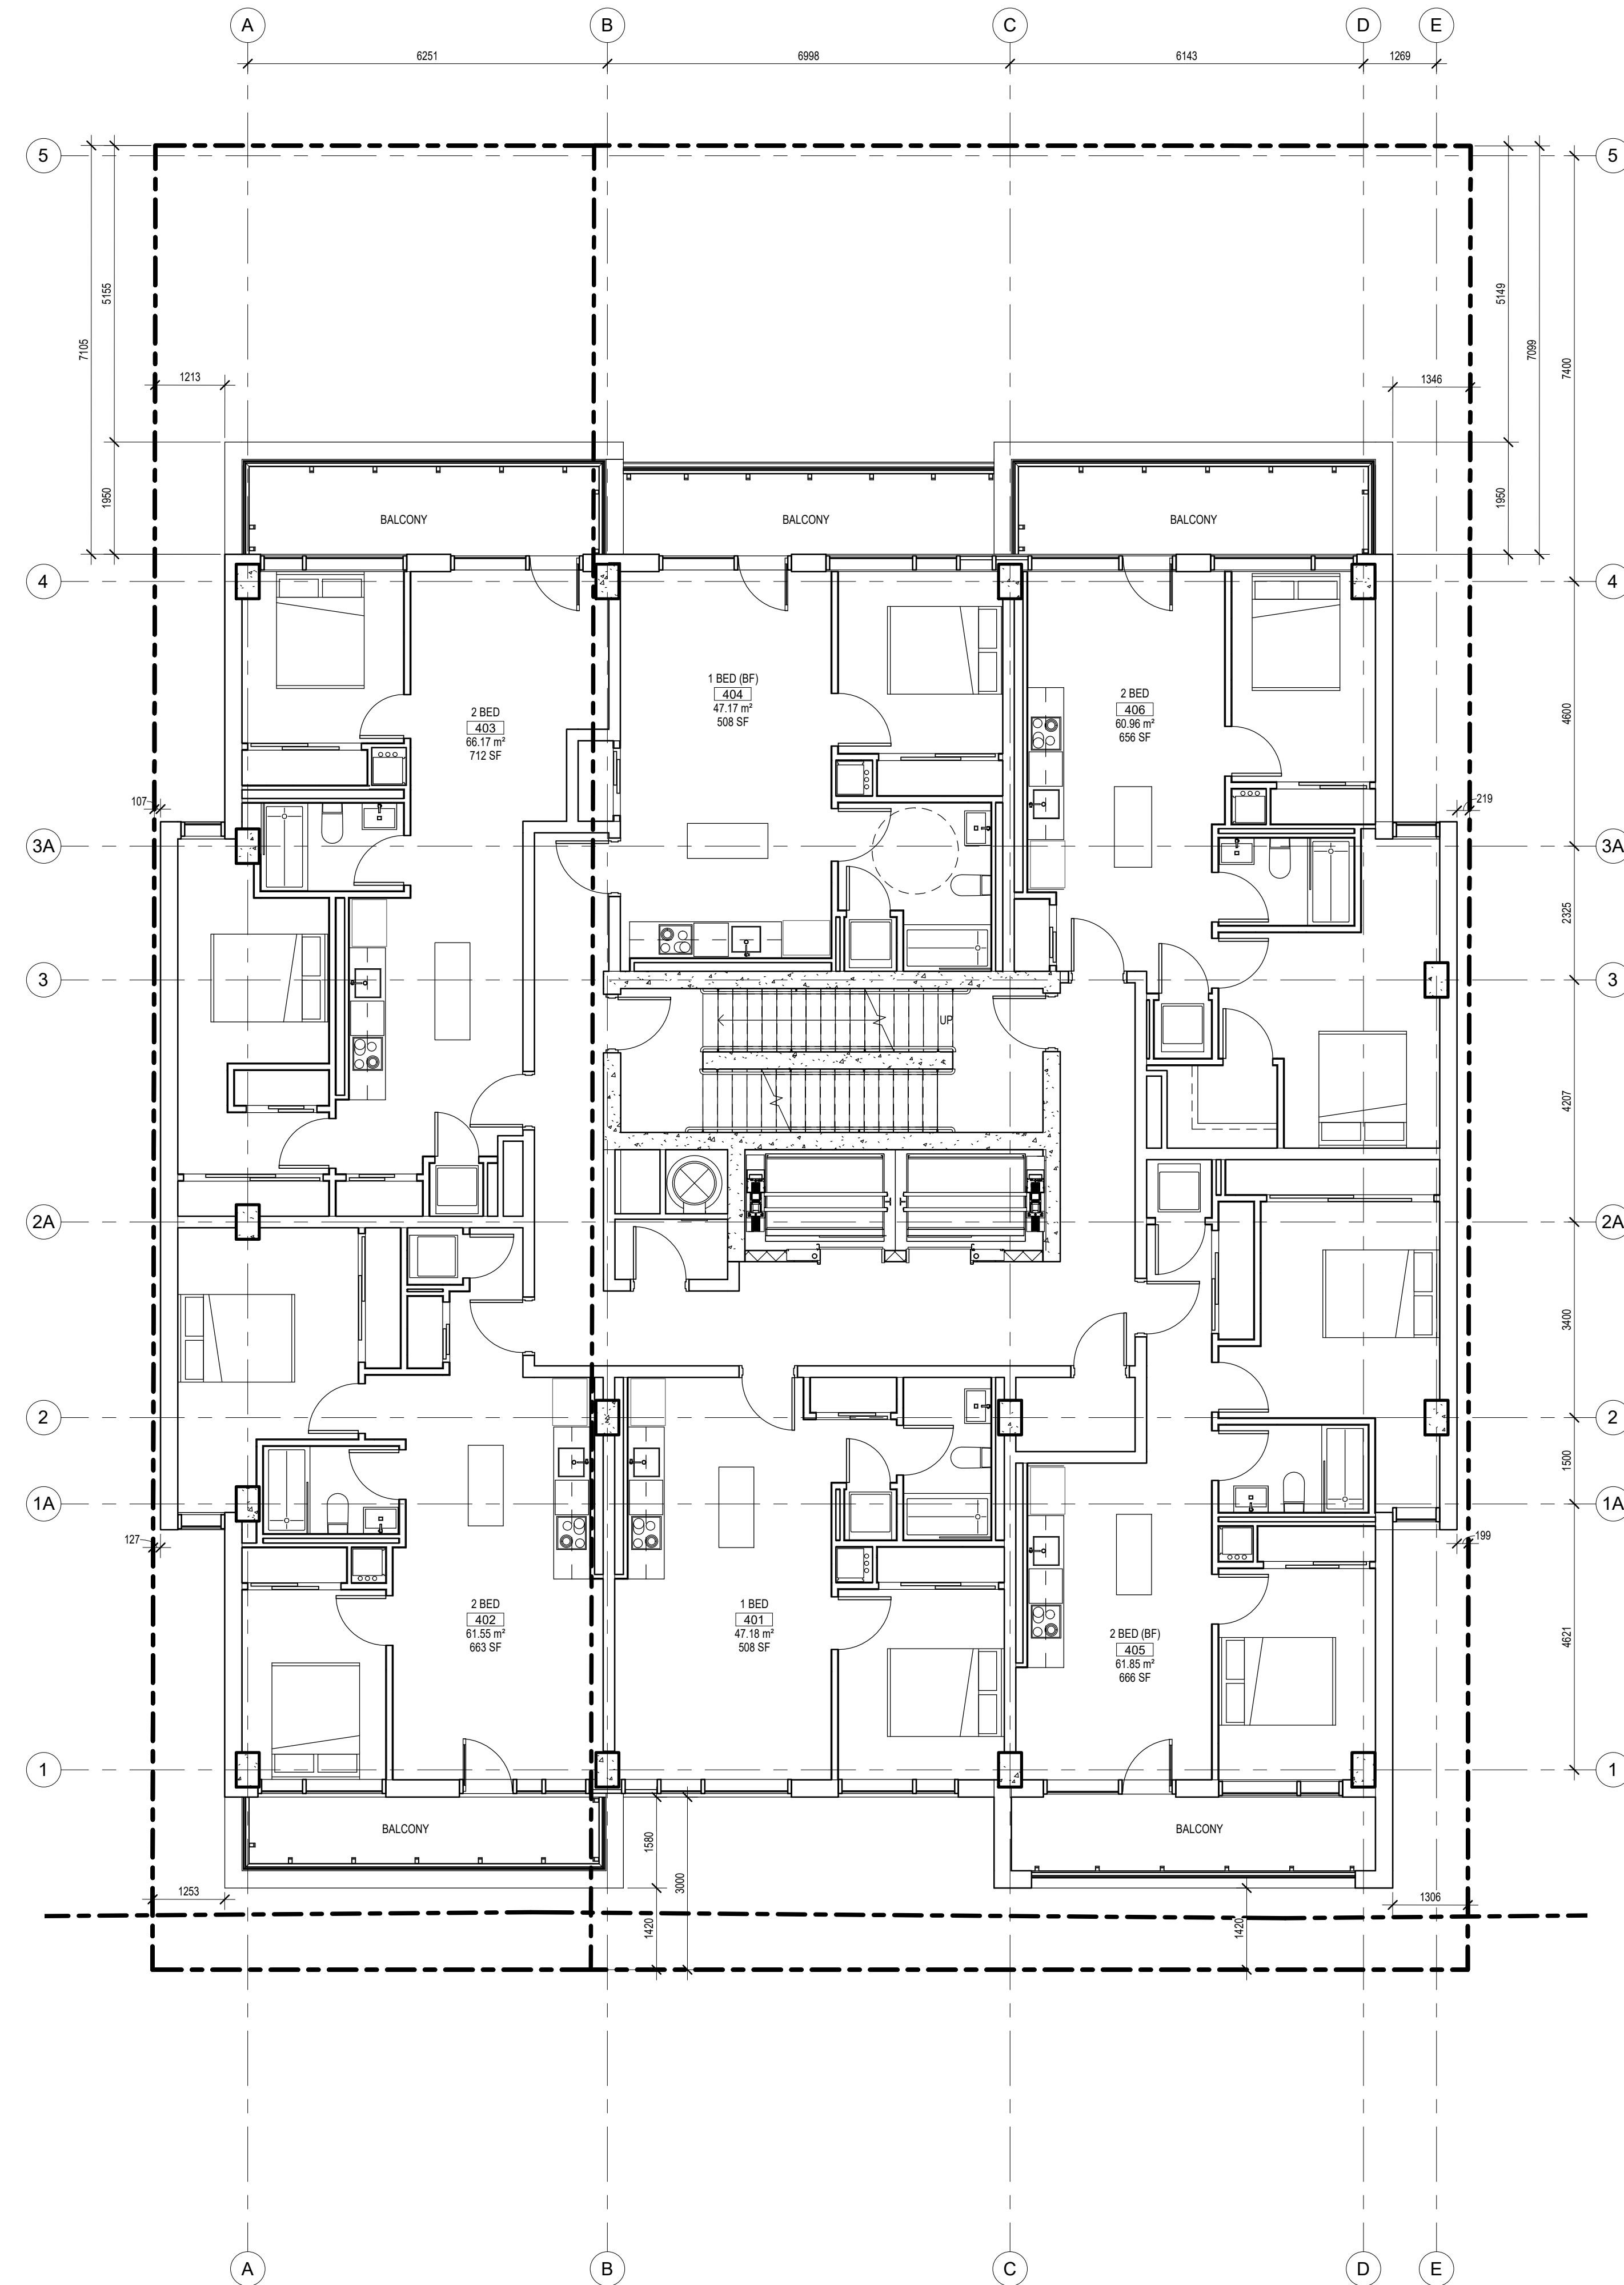 A B C D E
6251 6998 6143 1269
5 5
5155 5149
7105 7099
7400
1213 1346
1950 1950
BALCONY BALCONY BALCONY
4 4
1 BED (BF)
404
47.17 m²
508 SF
2 BED
406
60.96 m²
656 SF
2 BED
403
66.17 m²
712 SF
4600
107 219
3A 3A
2325
3 3
UP
4207
2A 2A
3400
2 2
1500
1A 1A
127 199
2 BED
402
61.55 m²
663 SF
1 BED
401
47.18 m²
508 SF
2 BED (BF)
405
61.85 m²
666 SF
4621
1 1
BALCONY BALCONY
1580
3000
1253 1306
1420 1420
A B C D E